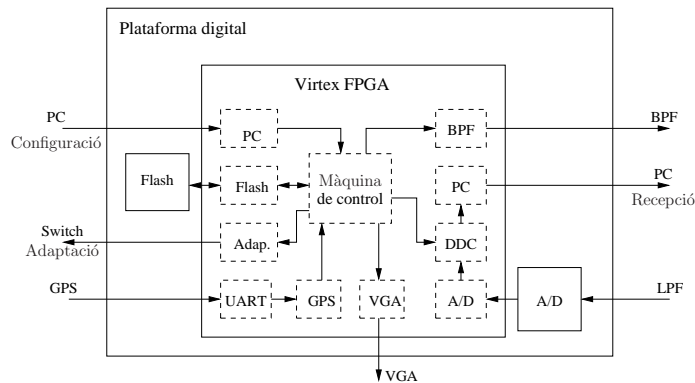 Plataforma digital
Virtex FPGA
PC
Configuració
PC
BPF
BPF
Flash
Flash
Màquina
de control
PC
PC
Recepció
Switch
Adaptació
Adap.
DDC
GPS
UART
GPS
VGA
A/D
A/D
LPF
VGA